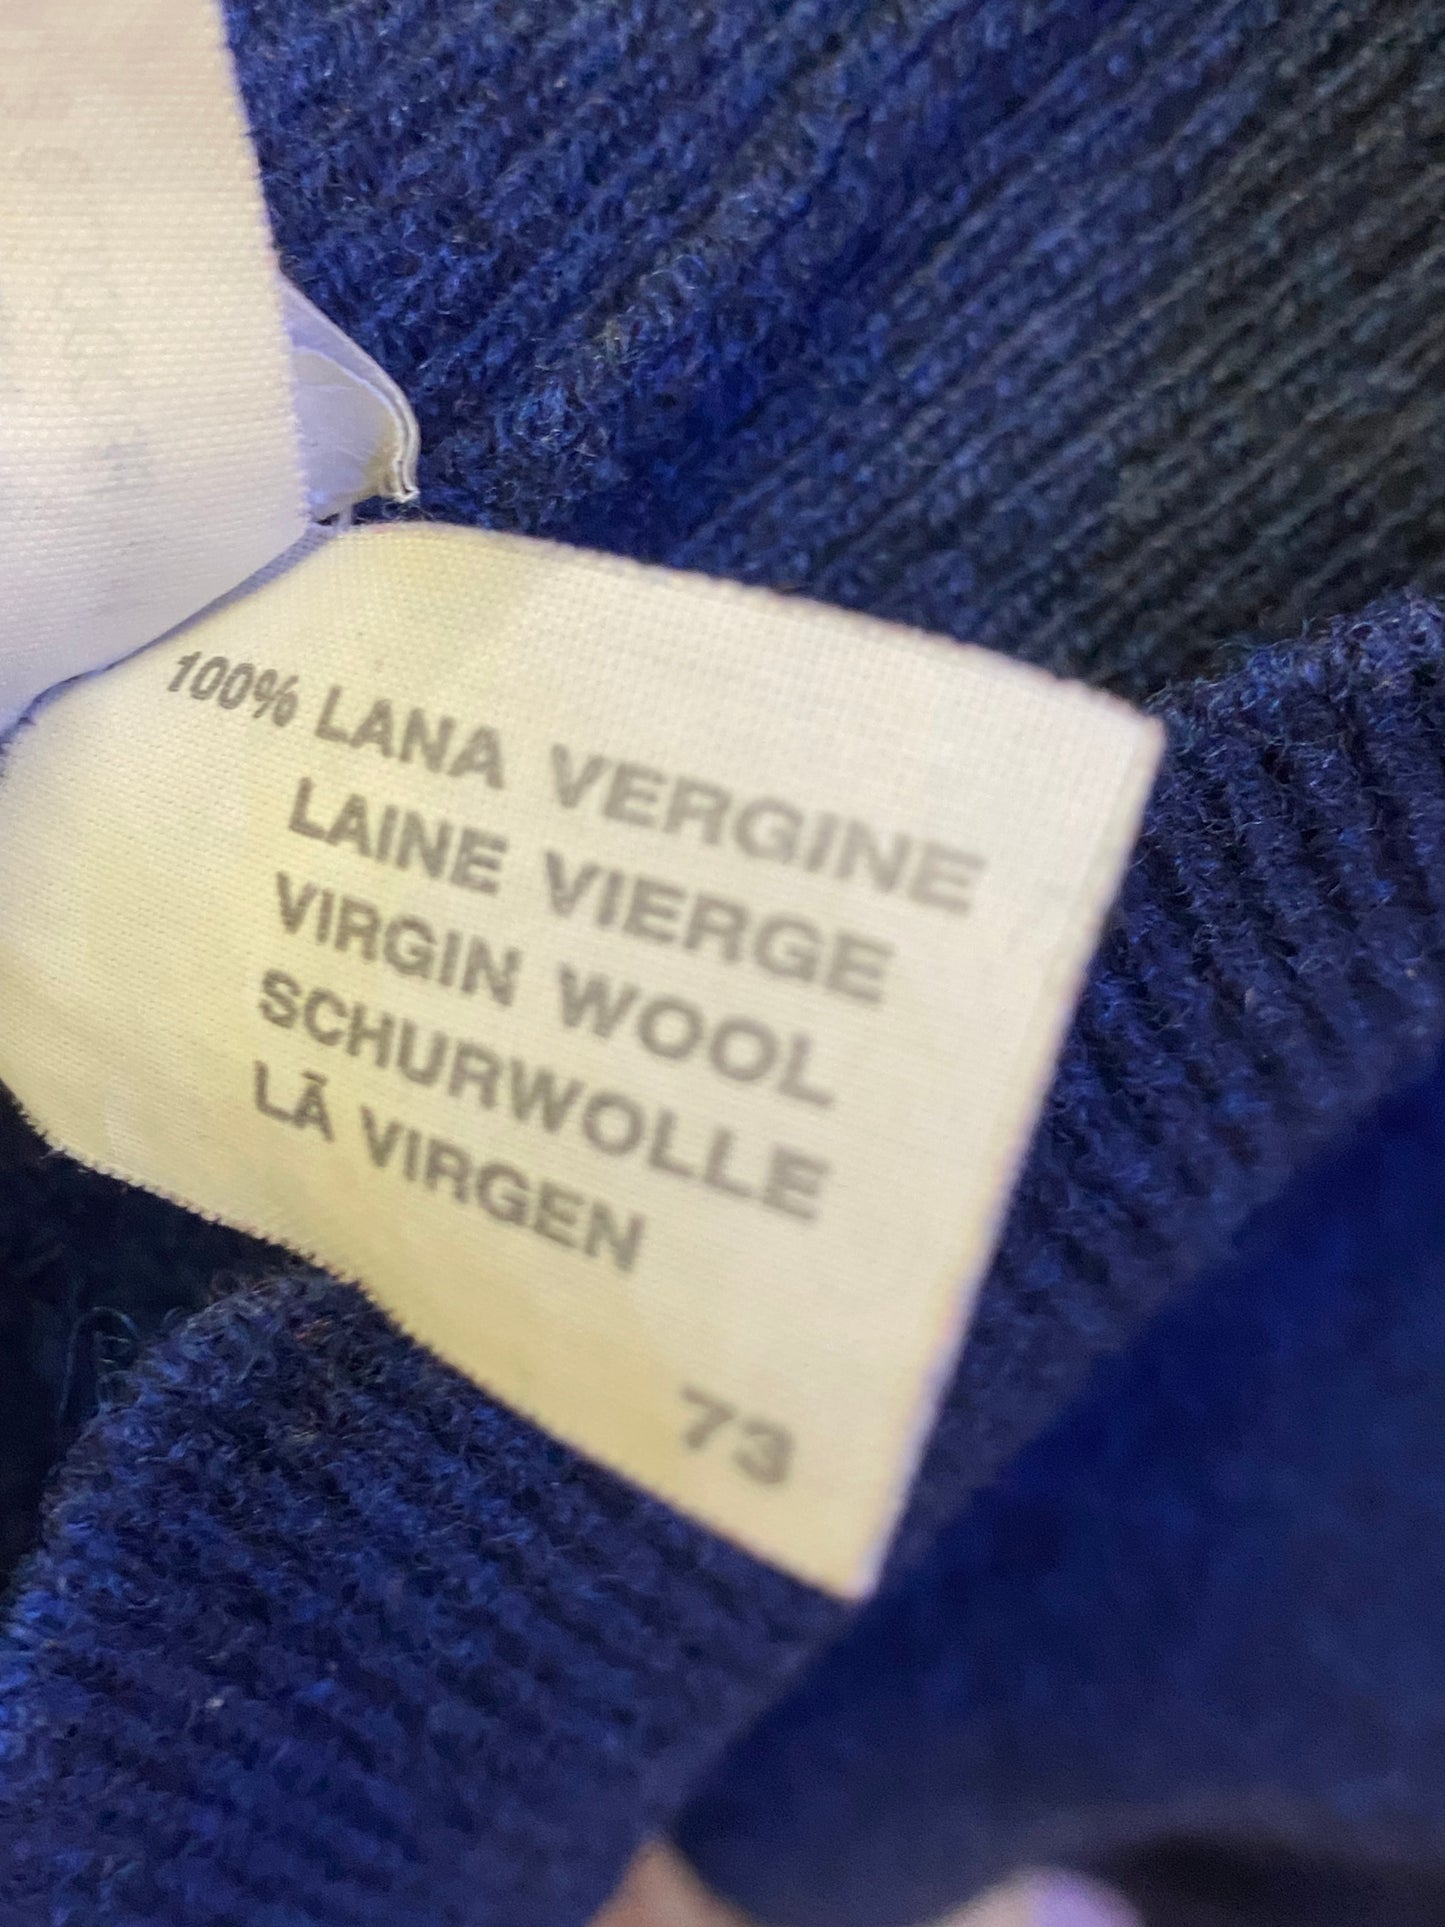 100% LANA VERGINE
LAINE VIERGE
VIRGIN WOOL
SCHURWOLLE
LÃ VIRGEN
73